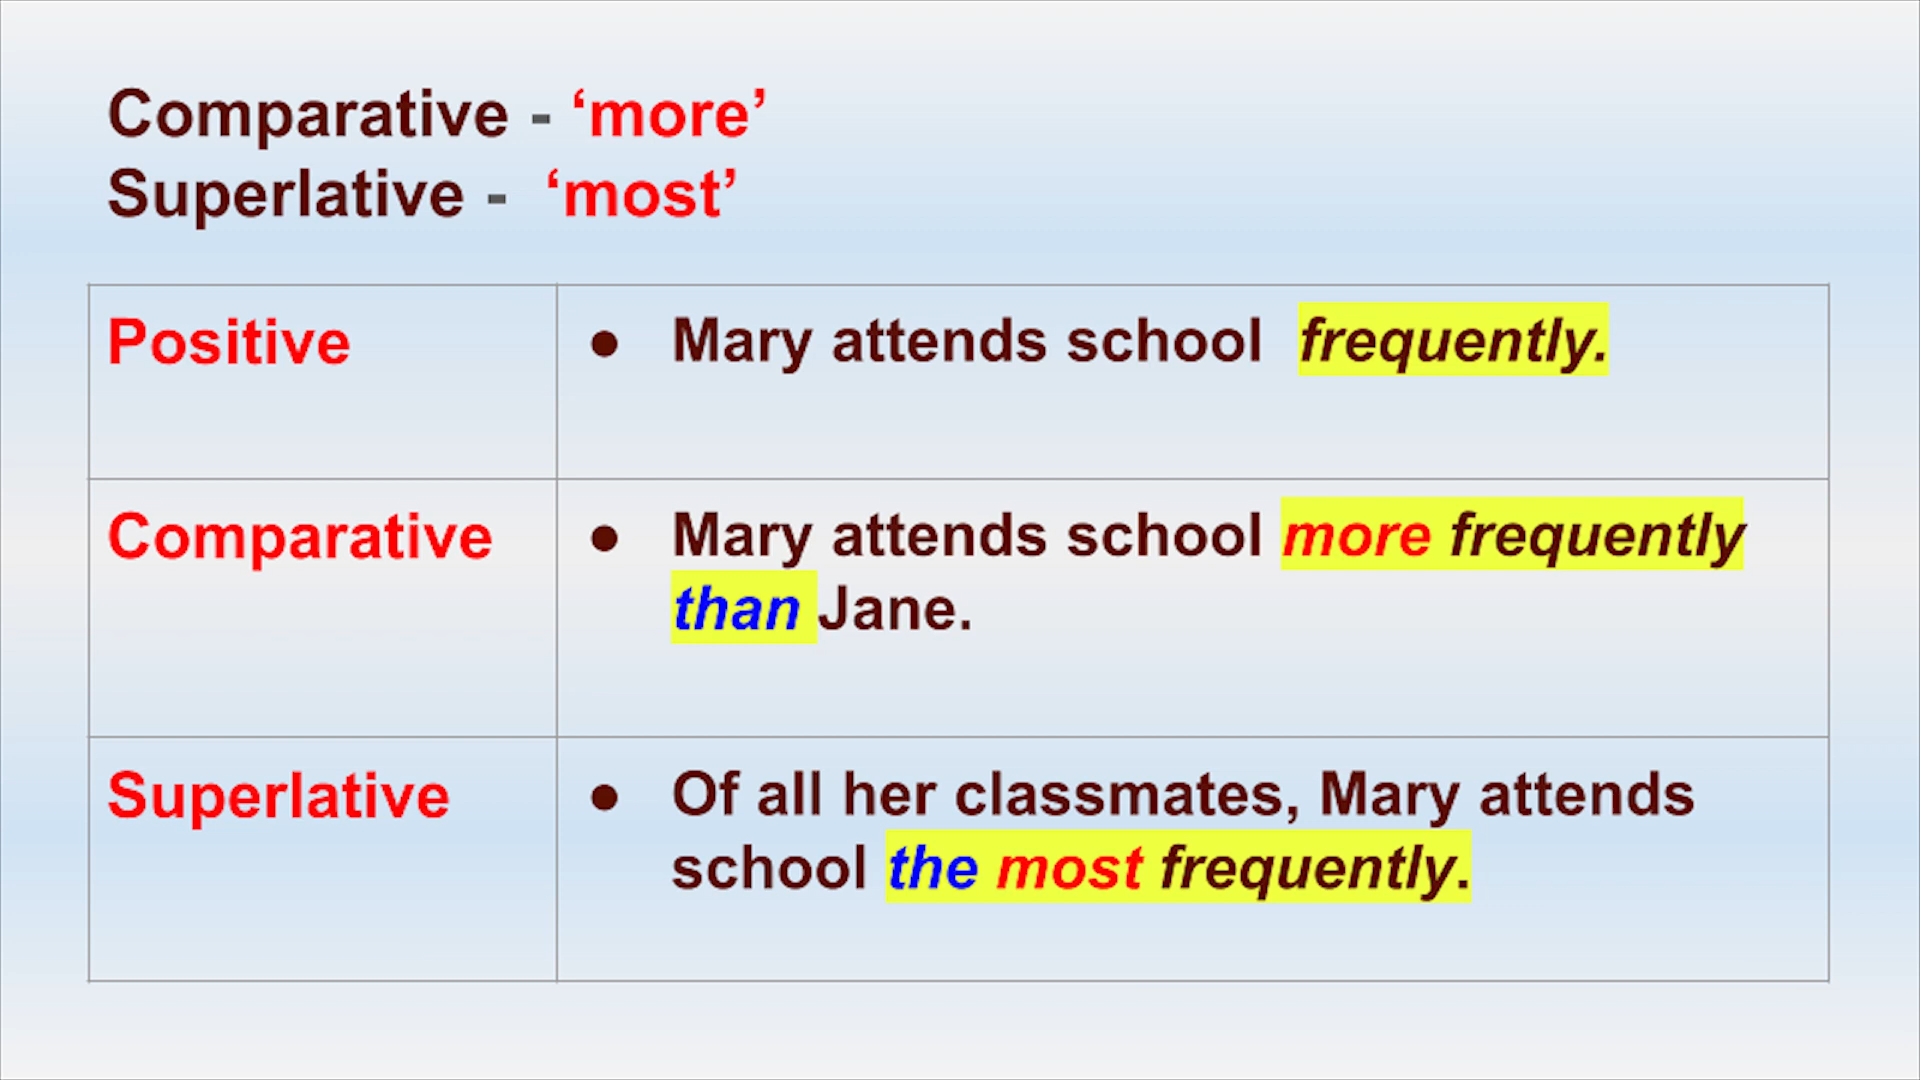 Comparative - ‘more’
Superlative - ‘most’
Positive
● Mary attends school frequently.
Comparative
● Mary attends school more frequently
than Jane.
Superlative
● Of all her classmates, Mary attends
school the most frequently.